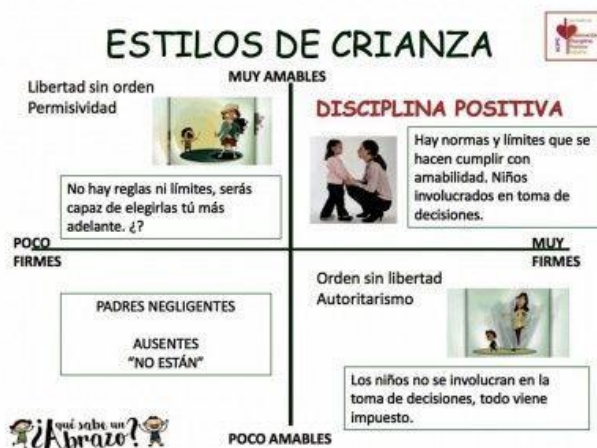 ESTILOS DE CRIANZA
MUY AMABLES
Libertad sin orden
Permisividad
No hay reglas ni límites, serás
capaz de elegirlas tú más
adelante. ¿?
DISCIPLINA POSITIVA
Hay normas y límites que se
hacen cumplir con
amabilidad. Niños
involucrados en toma de
decisiones.
POCO
FIRMES
MUY
FIRMES
PADRES NEGLIGENTES
AUSENTES
"NO ESTÁN"
Orden sin libertad
Autoritarismo
Los niños no se involucran en la
toma de decisiones, todo viene
impuesto.
¿A qué sabe un
Abrazo?
POCO AMABLES